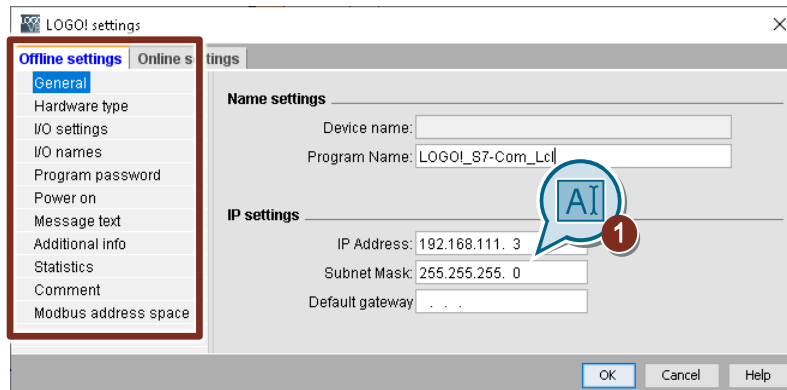 LOGO! settings
Offline settings Online settings
General
Hardware type
I/O settings
I/O names
Program password
Power on
Message text
Additional info
Statistics
Comment
Modbus address space
Name settings
Device name:
Program Name: LOGO!_S7-Com_Lcl
IP settings
IP Address: 192.168.111. 3
Subnet Mask: 255.255.255. 0
Default gateway . . .
A
1
OK Cancel Help